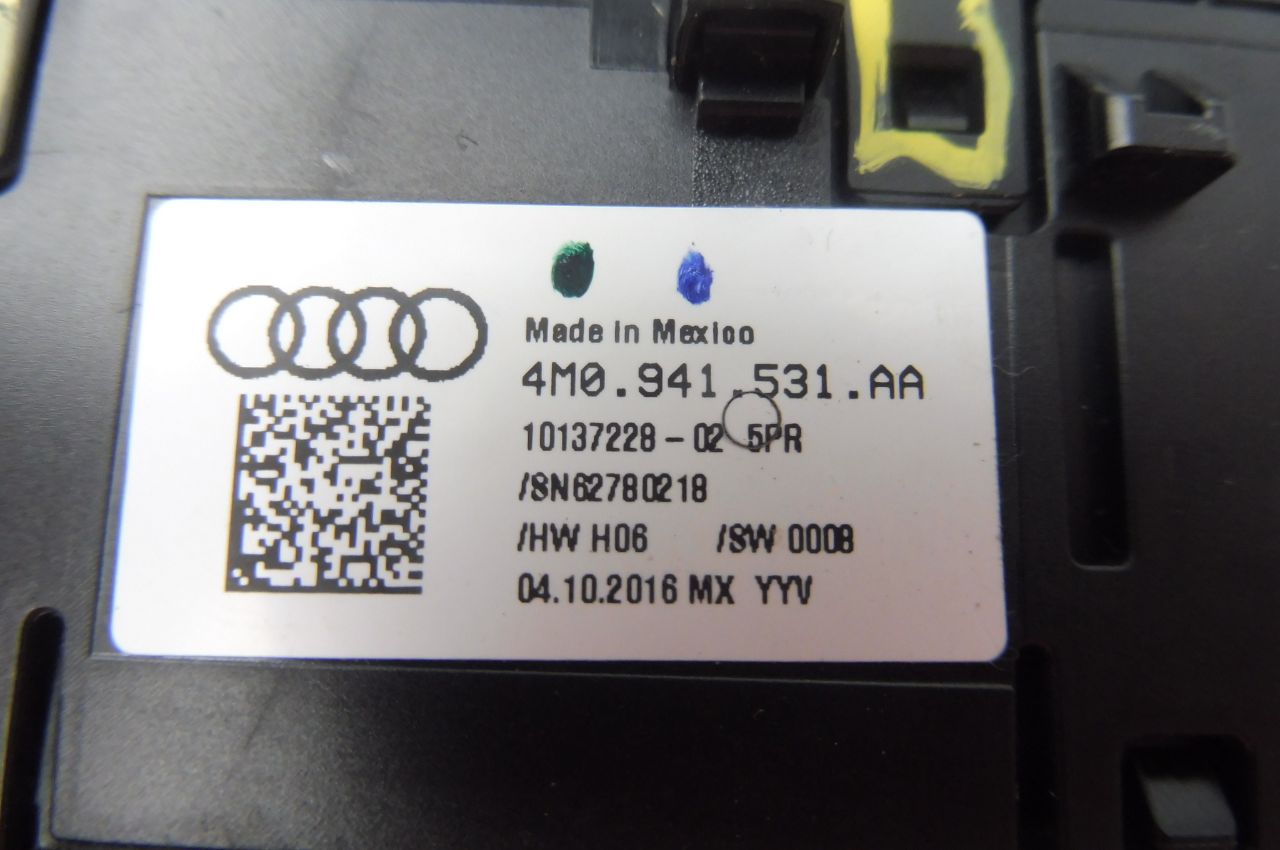 Made in Mexico
4M0.941.531.AA
10137228-02 5PR
/SN62780218
/HW H06 /SW 0008
04.10.2016 MX YYV